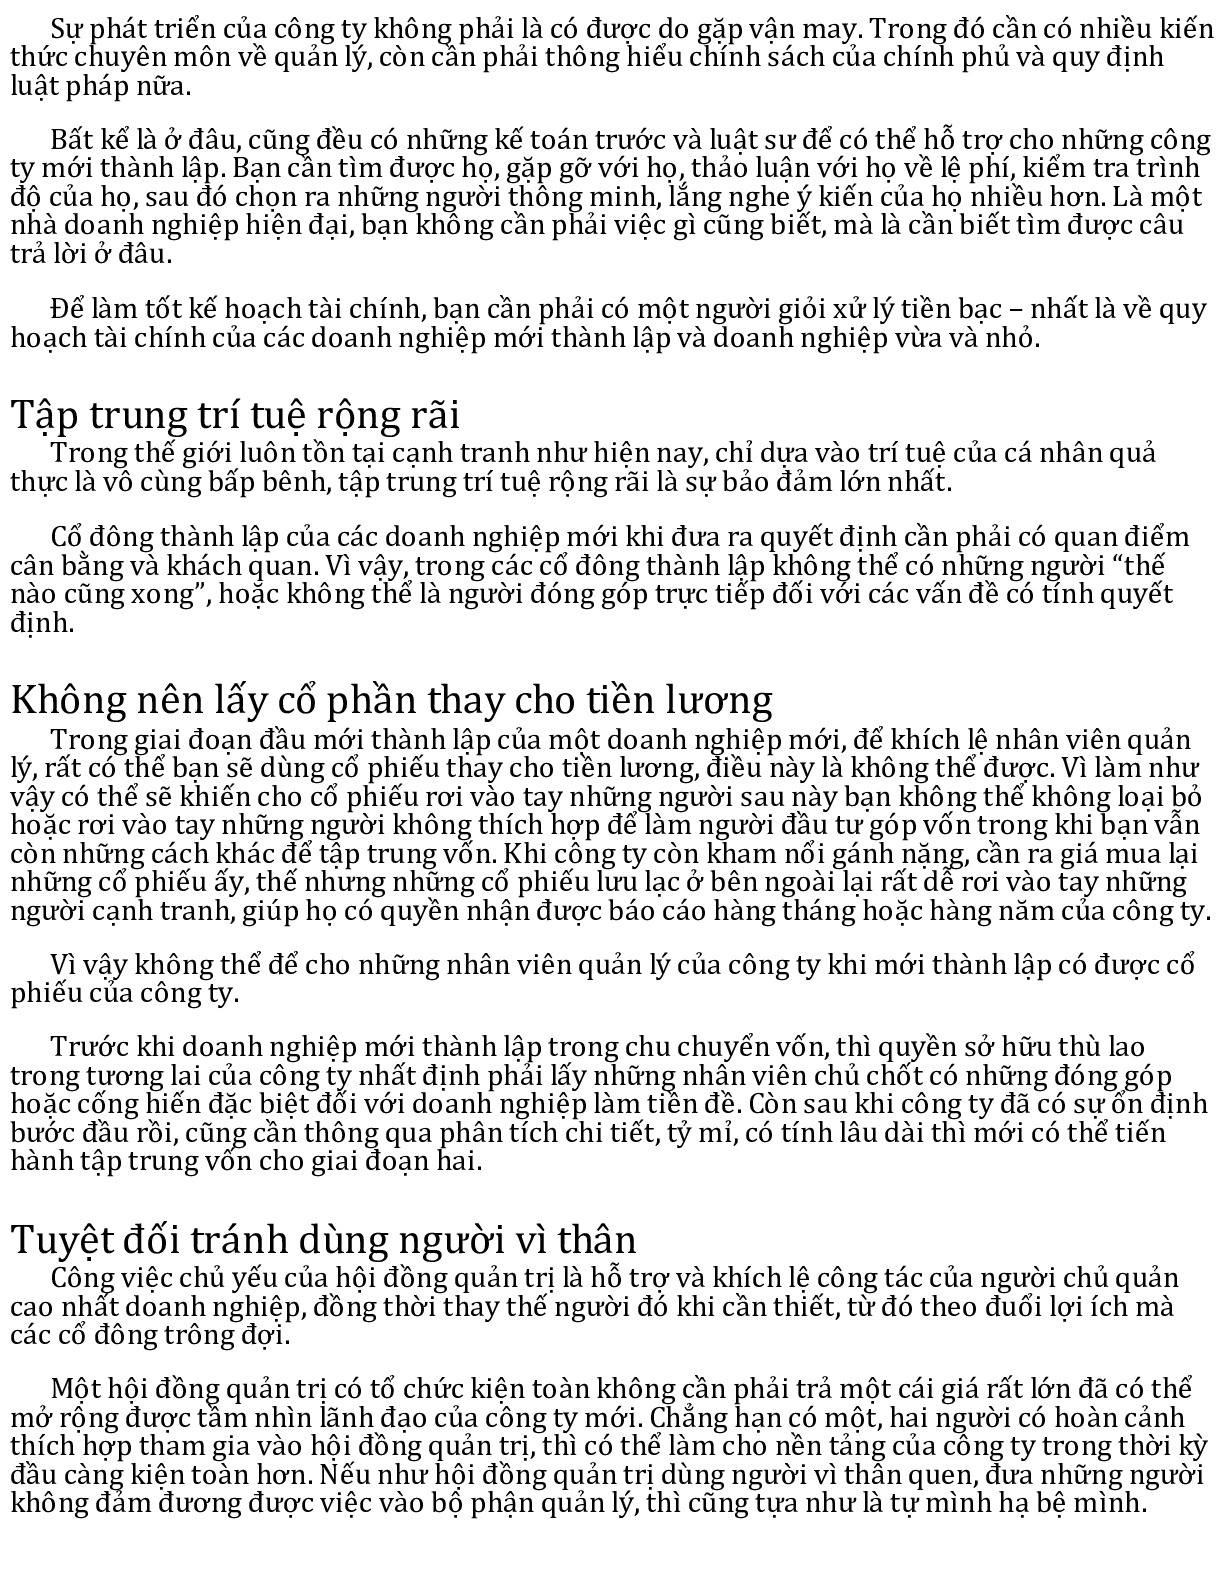 Sự phát triển của công ty không phải là có được do gặp vận may. Trong đó cần có nhiều kiến
thức chuyên môn về quản lý, còn cần phải thông hiểu chính sách của chính phủ và quy định
luật pháp nữa.
Bất kể là ở đâu, cũng đều có những kế toán trước và luật sư để có thể hỗ trợ cho những công
ty mới thành lập. Bạn cần tìm được họ, gặp gỡ với họ, thảo luận với họ về lệ phí, kiểm tra trình
độ của họ, sau đó chọn ra những người thông minh, lắng nghe ý kiến của họ nhiều hơn. Là một
nhà doanh nghiệp hiện đại, bạn không cần phải việc gì cũng biết, mà là cần biết tìm được câu
trả lời ở đâu.
Để làm tốt kế hoạch tài chính, bạn cần phải có một người giỏi xử lý tiền bạc – nhất là về quy
hoạch tài chính của các doanh nghiệp mới thành lập và doanh nghiệp vừa và nhỏ.
Tập trung trí tuệ rộng rãi
Trong thế giới luôn tồn tại cạnh tranh như hiện nay, chỉ dựa vào trí tuệ của cá nhân quả
thực là vô cùng bấp bênh, tập trung trí tuệ rộng rãi là sự bảo đảm lớn nhất.
Cổ đông thành lập của các doanh nghiệp mới khi đưa ra quyết định cần phải có quan điểm
cân bằng và khách quan. Vì vậy, trong các cổ đông thành lập không thể có những người “thế
nào cũng xong”, hoặc không thể là người đóng góp trực tiếp đối với các vấn đề có tính quyết
định.
Không nên lấy cổ phần thay cho tiền lương
Trong giai đoạn đầu mới thành lập của một doanh nghiệp mới, để khích lệ nhân viên quản
lý, rất có thể bạn sẽ dùng cổ phiếu thay cho tiền lương, điều này là không thể được. Vì làm như
vậy có thể sẽ khiến cho cổ phiếu rơi vào tay những người sau này bạn không thể không loại bỏ
hoặc rơi vào tay những người không thích hợp để làm người đầu tư góp vốn trong khi bạn vẫn
còn những cách khác để tập trung vốn. Khi công ty còn kham nổi gánh nặng, cần ra giá mua lại
những cổ phiếu ấy, thế nhưng những cổ phiếu lưu lạc ở bên ngoài lại rất dễ rơi vào tay những
người cạnh tranh, giúp họ có quyền nhận được báo cáo hàng tháng hoặc hàng năm của công ty.
Vì vậy không thể để cho những nhân viên quản lý của công ty khi mới thành lập có được cổ
phiếu của công ty.
Trước khi doanh nghiệp mới thành lập trong chu chuyển vốn, thì quyền sở hữu thù lao
trong tương lai của công ty nhất định phải lấy những nhân viên chủ chốt có những đóng góp
hoặc cống hiến đặc biệt đối với doanh nghiệp làm tiền đề. Còn sau khi công ty đã có sự ổn định
bước đầu rồi, cũng cần thông qua phân tích chi tiết, tỷ mỉ, có tính lâu dài thì mới có thể tiến
hành tập trung vốn cho giai đoạn hai.
Tuyệt đối tránh dùng người vì thân
Công việc chủ yếu của hội đồng quản trị là hỗ trợ và khích lệ công tác của người chủ quản
cao nhất doanh nghiệp, đồng thời thay thế người đó khi cần thiết, từ đó theo đuổi lợi ích mà
các cổ đông trông đợi.
Một hội đồng quản trị có tổ chức kiện toàn không cần phải trả một cái giá rất lớn đã có thể
mở rộng được tầm nhìn lãnh đạo của công ty mới. Chẳng hạn có một, hai người có hoàn cảnh
thích hợp tham gia vào hội đồng quản trị, thì có thể làm cho nền tảng của công ty trong thời kỳ
đầu càng kiện toàn hơn. Nếu như hội đồng quản trị dùng người vì thân quen, đưa những người
không đảm đương được việc vào bộ phận quản lý, thì cũng tựa như là tự mình hạ bệ mình.